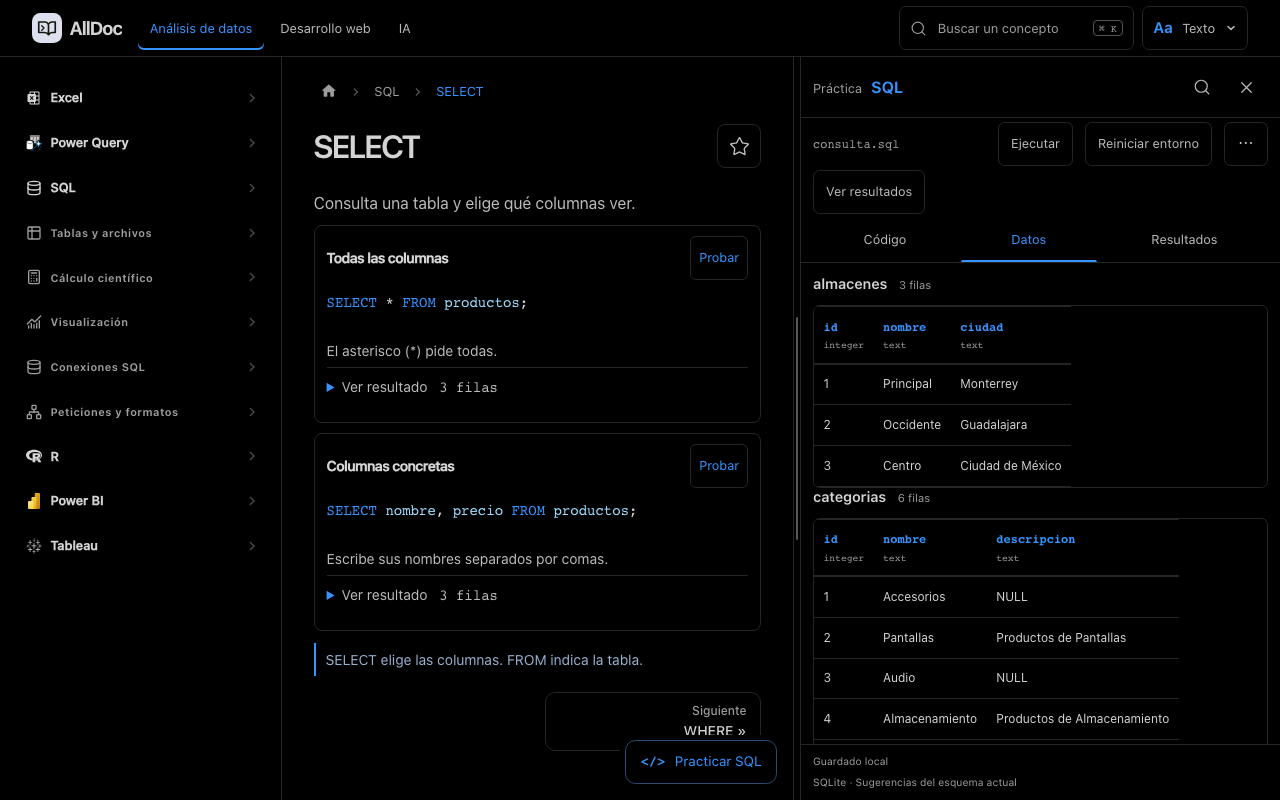 AllDoc
Análisis de datos
Desarrollo web
IA
Buscar un concepto
⌘ K
Aa Texto
Excel
Power Query
SQL
Tablas y archivos
Cálculo científico
Visualización
Conexiones SQL
Peticiones y formatos
R
Power BI
Tableau
SQL
SELECT
SELECT
Consulta una tabla y elige qué columnas ver.
Todas las columnas
Probar
SELECT * FROM productos;
El asterisco (*) pide todas.
Ver resultado 3 filas
Columnas concretas
Probar
SELECT nombre, precio FROM productos;
Escribe sus nombres separados por comas.
Ver resultado 3 filas
SELECT elige las columnas. FROM indica la tabla.
Siguiente
WHERE »
</> Practicar SQL
Práctica SQL
consulta.sql
Ejecutar
Reiniciar entorno
...
Ver resultados
Código
Datos
Resultados
almacenes 3 filas
id nombre ciudad
integer text text
1 Principal Monterrey
2 Occidente Guadalajara
3 Centro Ciudad de México
categorias 6 filas
id nombre descripcion
integer text text
1 Accesorios NULL
2 Pantallas Productos de Pantallas
3 Audio NULL
4 Almacenamiento Productos de Almacenamiento
Guardado local
SQLite · Sugerencias del esquema actual